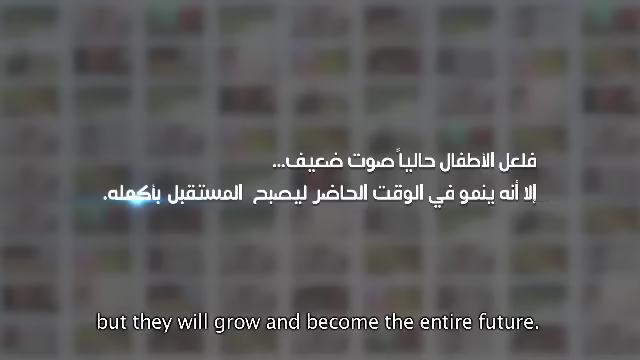 فلعل الأطفال حالياً صوت ضعيف...
إلا أنه ينمو في الوقت الحاضر ليصبح المستقبل بأكمله.
but they will grow and become the entire future.